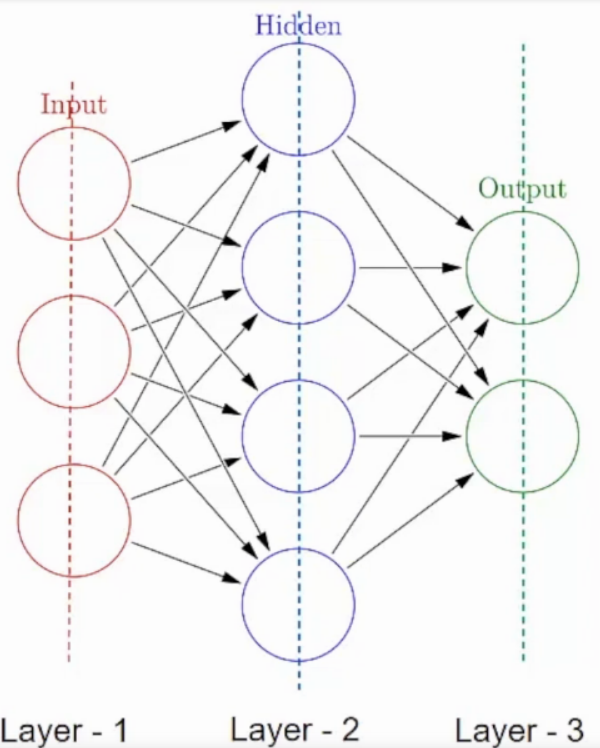 Hidden
Input
Output
Layer - 1
Layer - 2
Layer - 3